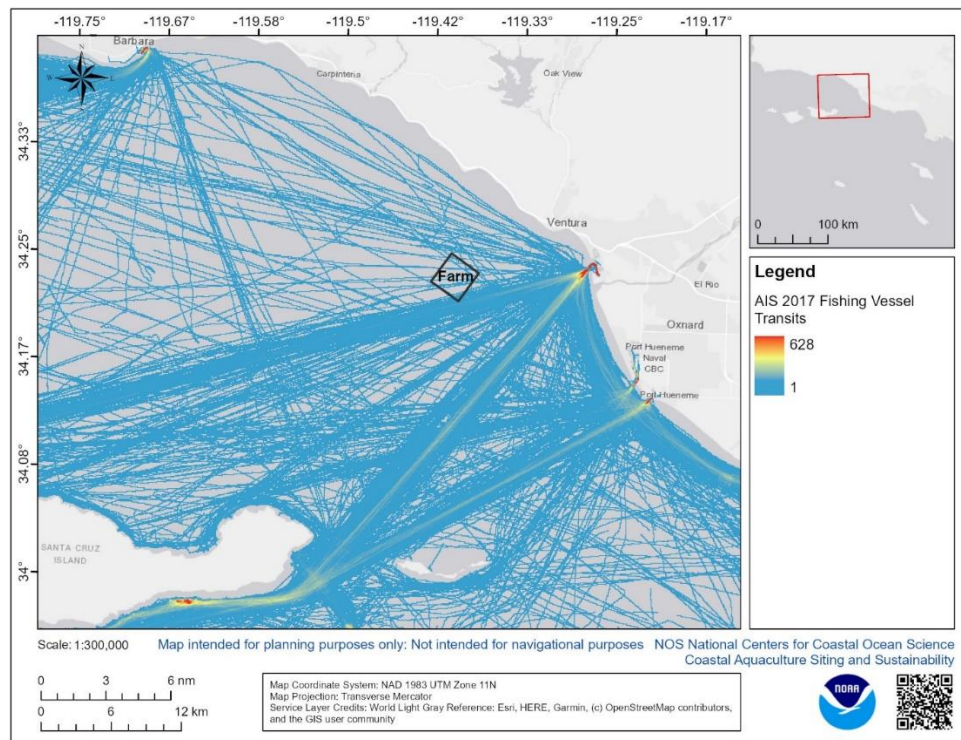 -119.75 -119.67 -119.58 -119.5 -119.42 -119.33 -119.25 -119.17
34.33°
34.25°
34.17°
34.08°
34°
Barbara
N
W E
S
Carpinteria
Oak View
Ventura
Farm
El Rio
Oxnard
Port Hueneme
Naval
CBC
Port Hueneme
SANTA CRUZ
ISLAND
0 100 km
Legend
AIS 2017 Fishing Vessel
Transits
628
1
Scale: 1:300,000
Map intended for planning purposes only: Not intended for navigational purposes
NOS National Centers for Coastal Ocean Science
Coastal Aquaculture Siting and Sustainability
0 3 6 nm
0 6 12 km
Map Coordinate System: NAD 1983 UTM Zone 11N
Map Projection: Transverse Mercator
Service Layer Credits: World Light Gray Reference: Esri, HERE, Garmin, (c) OpenStreetMap contributors,
and the GIS user community
NOAA